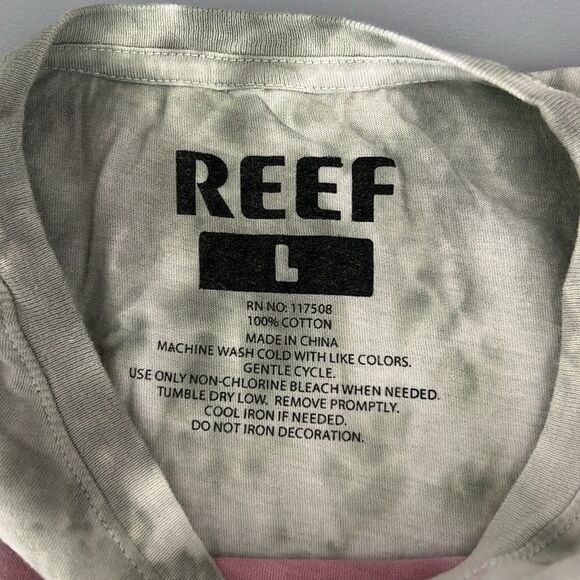 REEF
L
RN NO: 117508
100% COTTON
MADE IN CHINA
MACHINE WASH COLD WITH LIKE COLORS.
GENTLE CYCLE.
USE ONLY NON-CHLORINE BLEACH WHEN NEEDED.
TUMBLE DRY LOW. REMOVE PROMPTLY.
COOL IRON IF NEEDED.
DO NOT IRON DECORATION.